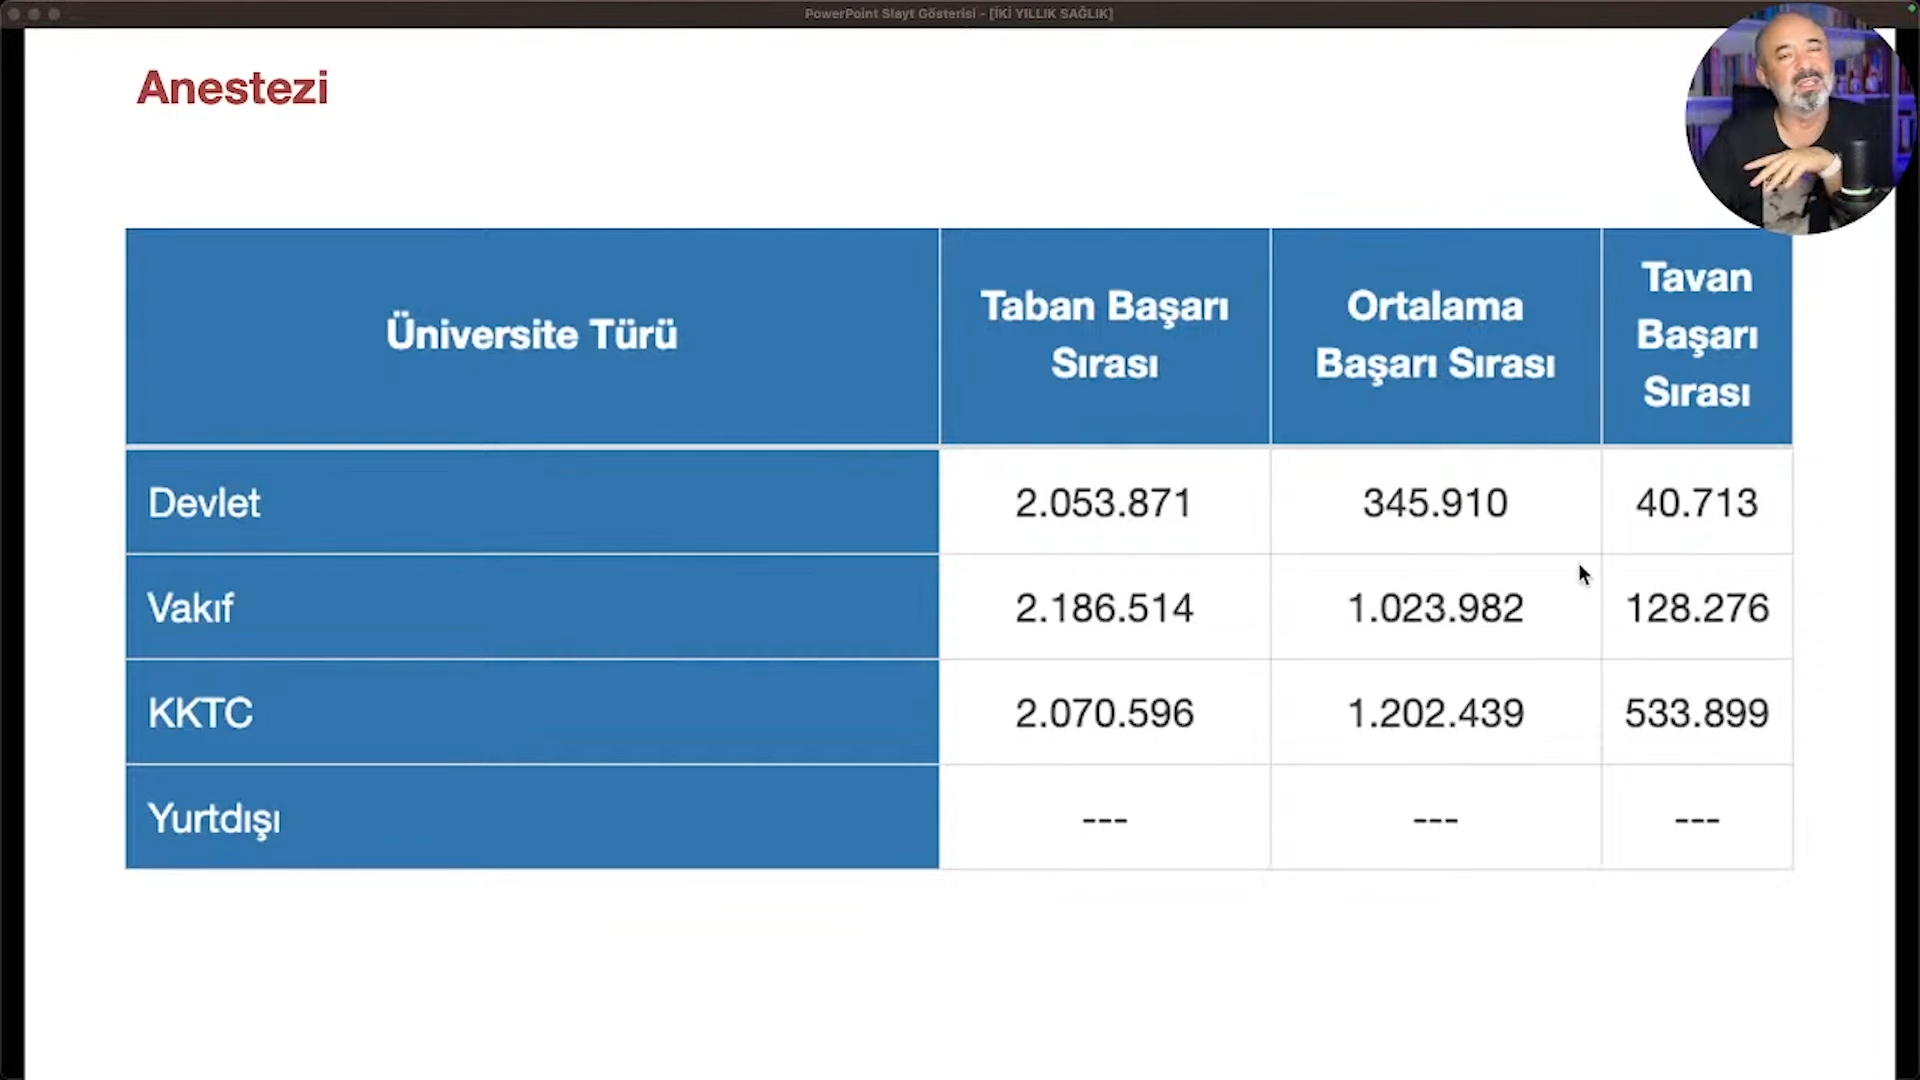 PowerPoint Slayt Gösterisi - [İKİ YILLIK SAĞLIK]
Anestezi
Üniversite Türü
Taban Başarı
Sırası
Ortalama
Başarı Sırası
Tavan
Başarı
Sırası
Devlet 2.053.871 345.910 40.713
Vakıf 2.186.514 1.023.982 128.276
KKTC 2.070.596 1.202.439 533.899
Yurtdışı --- --- ---